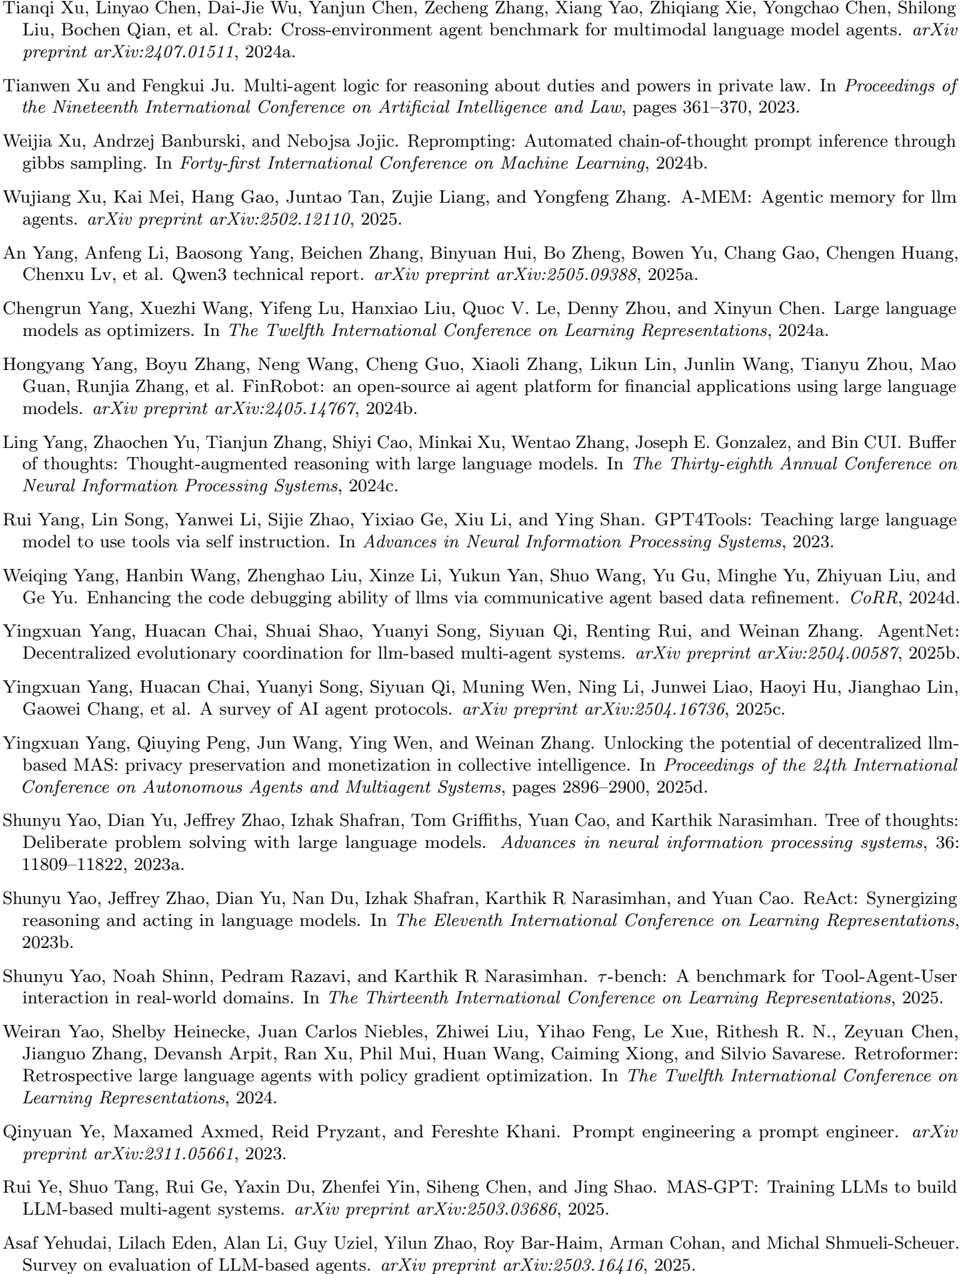 Tianqi Xu, Linyao Chen, Dai-Jie Wu, Yanjun Chen, Zecheng Zhang, Xiang Yao, Zhiqiang Xie, Yongchao Chen, Shilong
Liu, Bochen Qian, et al. Crab: Cross-environment agent benchmark for multimodal language model agents. arXiv
preprint arXiv:2407.01511, 2024a.
Tianwen Xu and Fengkui Ju. Multi-agent logic for reasoning about duties and powers in private law. In Proceedings of
the Nineteenth International Conference on Artificial Intelligence and Law, pages 361–370, 2023.
Weijia Xu, Andrzej Banburski, and Nebojsa Jojic. Reprompting: Automated chain-of-thought prompt inference through
gibbs sampling. In Forty-first International Conference on Machine Learning, 2024b.
Wujiang Xu, Kai Mei, Hang Gao, Juntao Tan, Zujie Liang, and Yongfeng Zhang. A-MEM: Agentic memory for llm
agents. arXiv preprint arXiv:2502.12110, 2025.
An Yang, Anfeng Li, Baosong Yang, Beichen Zhang, Binyuan Hui, Bo Zheng, Bowen Yu, Chang Gao, Chengen Huang,
Chenxu Lv, et al. Qwen3 technical report. arXiv preprint arXiv:2505.09388, 2025a.
Chengrun Yang, Xuezhi Wang, Yifeng Lu, Hanxiao Liu, Quoc V. Le, Denny Zhou, and Xinyun Chen. Large language
models as optimizers. In The Twelfth International Conference on Learning Representations, 2024a.
Hongyang Yang, Boyu Zhang, Neng Wang, Cheng Guo, Xiaoli Zhang, Likun Lin, Junlin Wang, Tianyu Zhou, Mao
Guan, Runjia Zhang, et al. FinRobot: an open-source ai agent platform for financial applications using large language
models. arXiv preprint arXiv:2405.14767, 2024b.
Ling Yang, Zhaochen Yu, Tianjun Zhang, Shiyi Cao, Minkai Xu, Wentao Zhang, Joseph E. Gonzalez, and Bin CUI. Buffer
of thoughts: Thought-augmented reasoning with large language models. In The Thirty-eighth Annual Conference on
Neural Information Processing Systems, 2024c.
Rui Yang, Lin Song, Yanwei Li, Sijie Zhao, Yixiao Ge, Xiu Li, and Ying Shan. GPT4Tools: Teaching large language
model to use tools via self instruction. In Advances in Neural Information Processing Systems, 2023.
Weiqing Yang, Hanbin Wang, Zhenghao Liu, Xinze Li, Yukun Yan, Shuo Wang, Yu Gu, Minghe Yu, Zhiyuan Liu, and
Ge Yu. Enhancing the code debugging ability of llms via communicative agent based data refinement. CoRR, 2024d.
Yingxuan Yang, Huacan Chai, Shuai Shao, Yuanyi Song, Siyuan Qi, Renting Rui, and Weinan Zhang. AgentNet:
Decentralized evolutionary coordination for llm-based multi-agent systems. arXiv preprint arXiv:2504.00587, 2025b.
Yingxuan Yang, Huacan Chai, Yuanyi Song, Siyuan Qi, Muning Wen, Ning Li, Junwei Liao, Haoyi Hu, Jianghao Lin,
Gaowei Chang, et al. A survey of AI agent protocols. arXiv preprint arXiv:2504.16736, 2025c.
Yingxuan Yang, Qiuying Peng, Jun Wang, Ying Wen, and Weinan Zhang. Unlocking the potential of decentralized llm-
based MAS: privacy preservation and monetization in collective intelligence. In Proceedings of the 24th International
Conference on Autonomous Agents and Multiagent Systems, pages 2896–2900, 2025d.
Shunyu Yao, Dian Yu, Jeffrey Zhao, Izhak Shafran, Tom Griffiths, Yuan Cao, and Karthik Narasimhan. Tree of thoughts:
Deliberate problem solving with large language models. Advances in neural information processing systems, 36:
11809–11822, 2023a.
Shunyu Yao, Jeffrey Zhao, Dian Yu, Nan Du, Izhak Shafran, Karthik R Narasimhan, and Yuan Cao. ReAct: Synergizing
reasoning and acting in language models. In The Eleventh International Conference on Learning Representations,
2023b.
Shunyu Yao, Noah Shinn, Pedram Razavi, and Karthik R Narasimhan. τ-bench: A benchmark for Tool-Agent-User
interaction in real-world domains. In The Thirteenth International Conference on Learning Representations, 2025.
Weiran Yao, Shelby Heinecke, Juan Carlos Niebles, Zhiwei Liu, Yihao Feng, Le Xue, Rithesh R. N., Zeyuan Chen,
Jianguo Zhang, Devansh Arpit, Ran Xu, Phil Mui, Huan Wang, Caiming Xiong, and Silvio Savarese. Retroformer:
Retrospective large language agents with policy gradient optimization. In The Twelfth International Conference on
Learning Representations, 2024.
Qinyuan Ye, Maxamed Axmed, Reid Pryzant, and Fereshte Khani. Prompt engineering a prompt engineer. arXiv
preprint arXiv:2311.05661, 2023.
Rui Ye, Shuo Tang, Rui Ge, Yaxin Du, Zhenfei Yin, Siheng Chen, and Jing Shao. MAS-GPT: Training LLMs to build
LLM-based multi-agent systems. arXiv preprint arXiv:2503.03686, 2025.
Asaf Yehudai, Lilach Eden, Alan Li, Guy Uziel, Yilun Zhao, Roy Bar-Haim, Arman Cohan, and Michal Shmueli-Scheuer.
Survey on evaluation of LLM-based agents. arXiv preprint arXiv:2503.16416, 2025.